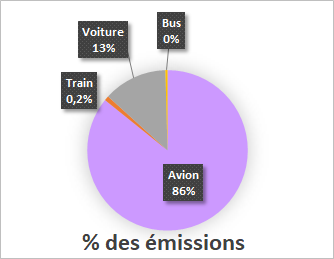 Bus
0%
Voiture
13%
Train
0,2%
Avion
86%
% des émissions